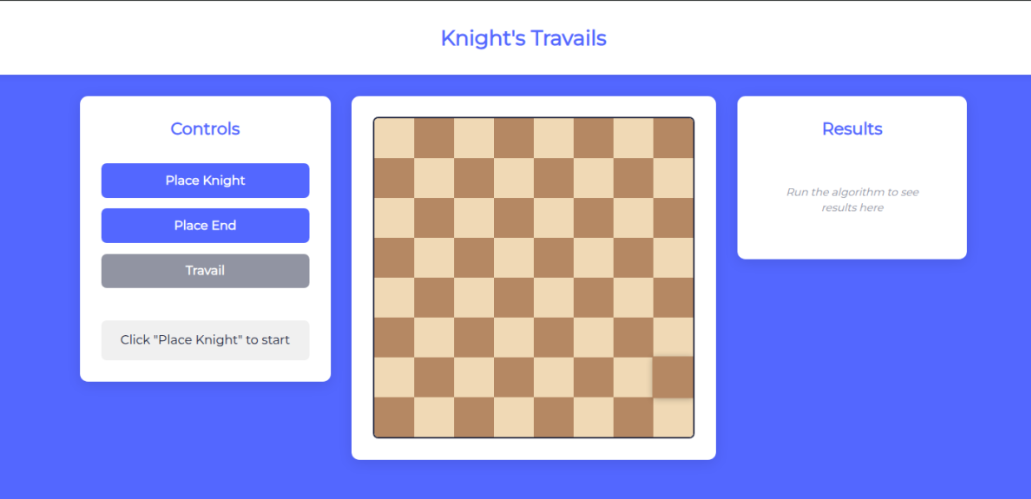 Knight's Travails
Controls
Place Knight
Place End
Travail
Click "Place Knight" to start
Results
Run the algorithm to see
results here